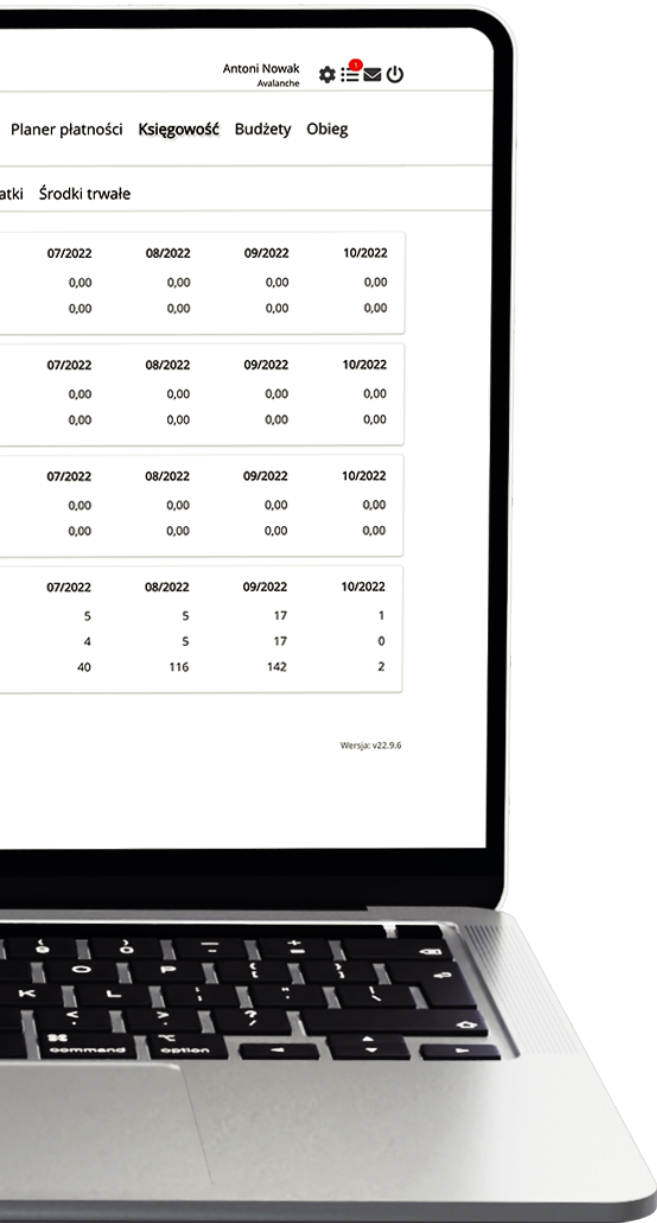 Antoni Nowak
Avalanche
1
Planer płatności Księgowość Budżety Obieg
atki Środki trwałe
07/2022 08/2022 09/2022 10/2022
0,00 0,00 0,00 0,00
0,00 0,00 0,00 0,00
07/2022 08/2022 09/2022 10/2022
0,00 0,00 0,00 0,00
0,00 0,00 0,00 0,00
07/2022 08/2022 09/2022 10/2022
0,00 0,00 0,00 0,00
0,00 0,00 0,00 0,00
07/2022 08/2022 09/2022 10/2022
5 5 17 1
4 5 17 0
40 116 142 2
Wersja: v22.9.6
O P { }
K L : ; " '
< > ?
command option